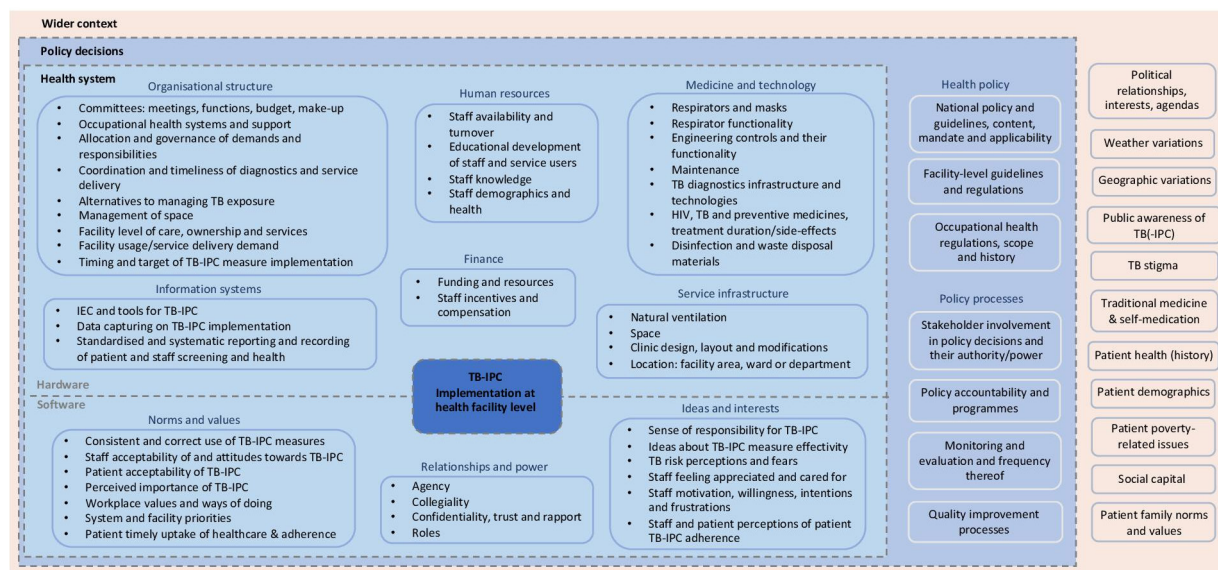 Wider context
Policy decisions
Health system
Organisational structure
• Committees: meetings, functions, budget, make-up
• Occupational health systems and support
• Allocation and governance of demands and
responsibilities
• Coordination and timeliness of diagnostics and service
delivery
• Alternatives to managing TB exposure
• Management of space
• Facility level of care, ownership and services
• Facility usage/service delivery demand
• Timing and target of TB-IPC measure implementation
Human resources
• Staff availability and
turnover
• Educational development
of staff and service users
• Staff knowledge
• Staff demographics and
health
Medicine and technology
• Respirators and masks
• Respirator functionality
• Engineering controls and their
functionality
• Maintenance
• TB diagnostics infrastructure and
technologies
• HIV, TB and preventive medicines,
treatment duration/side-effects
• Disinfection and waste disposal
materials
Information systems
• IEC and tools for TB-IPC
• Data capturing on TB-IPC implementation
• Standardised and systematic reporting and recording
of patient and staff screening and health
Finance
• Funding and resources
• Staff incentives and
compensation
Service infrastructure
• Natural ventilation
• Space
• Clinic design, layout and modifications
• Location: facility area, ward or department
Hardware
Software
TB-IPC
Implementation at
health facility level
Norms and values
• Consistent and correct use of TB-IPC measures
• Staff acceptability of and attitudes towards TB-IPC
• Patient acceptability of TB-IPC
• Perceived importance of TB-IPC
• Workplace values and ways of doing
• System and facility priorities
• Patient timely uptake of healthcare & adherence
Relationships and power
• Agency
• Collegiality
• Confidentiality, trust and rapport
• Roles
Ideas and interests
• Sense of responsibility for TB-IPC
• Ideas about TB-IPC measure effectivity
• TB risk perceptions and fears
• Staff feeling appreciated and cared for
• Staff motivation, willingness, intentions
and frustrations
• Staff and patient perceptions of patient
TB-IPC adherence
Health policy
National policy and
guidelines, content,
mandate and applicability
Facility-level guidelines
and regulations
Occupational health
regulations, scope
and history
Policy processes
Stakeholder involvement
in policy decisions and
their authority/power
Policy accountability and
programmes
Monitoring and
evaluation and frequency
thereof
Quality improvement
processes
Political
relationships,
interests, agendas
Weather variations
Geographic variations
Public awareness of
TB(-IPC)
TB stigma
Traditional medicine
& self-medication
Patient health (history)
Patient demographics
Patient poverty-
related issues
Social capital
Patient family norms
and values